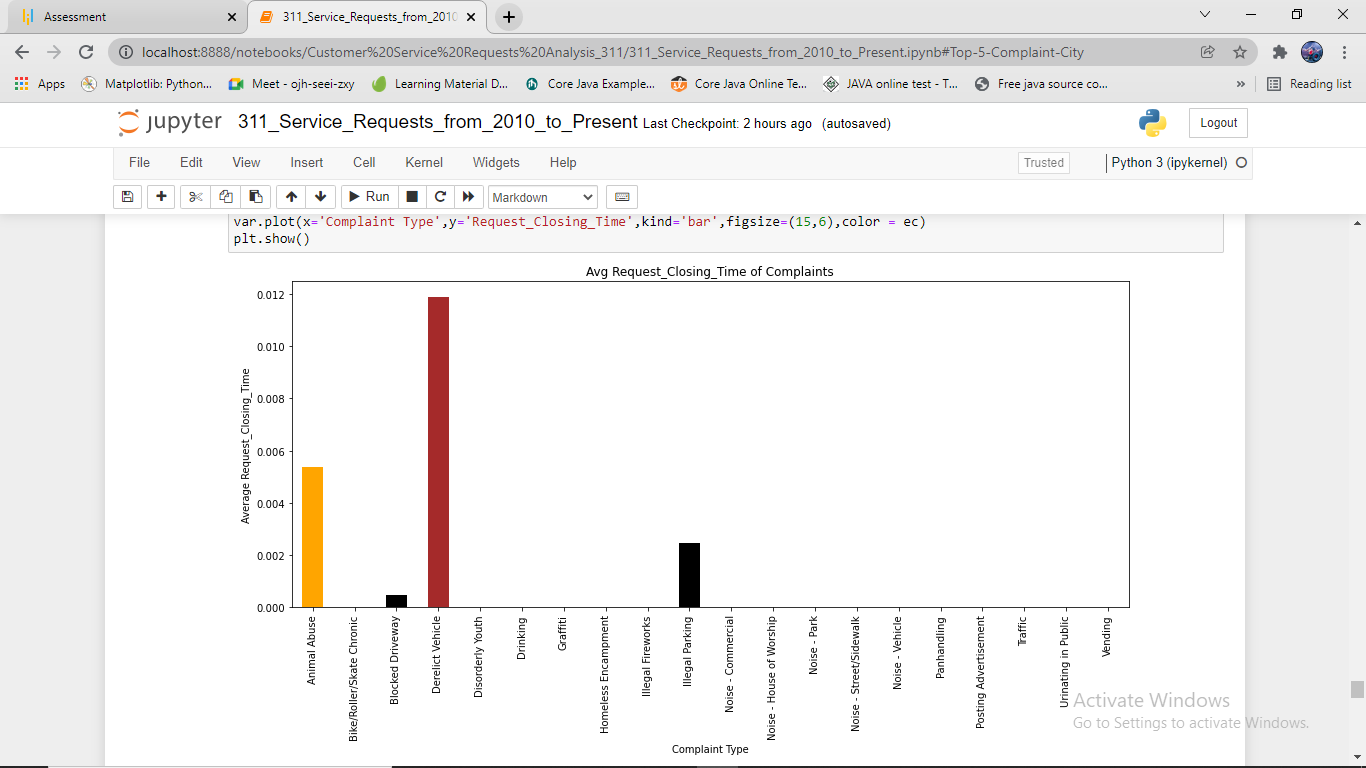 Assessment
311_Service_Requests_from_2010
localhost:8888/notebooks/Customer%20Service%20Requests%20Analysis_311/311_Service_Requests_from_2010_to_Present.ipynb#Top-5-Complaint-City
Apps Matplotlib: Python... Meet - ojh-seei-zxy Learning Material D... Core Java Example... Core Java Online Te... JAVA online test - T... Free java source co... » Reading list
jupyter 311_Service_Requests_from_2010_to_Present Last Checkpoint: 2 hours ago (autosaved) Logout
File Edit View Insert Cell Kernel Widgets Help Trusted Python 3 (ipykernel)
Run Markdown
var.plot(x='Complaint Type',y='Request_Closing_Time',kind='bar',figsize=(15,6),color = ec)
plt.show()
Avg Request_Closing_Time of Complaints
Average Request_Closing_Time
0.012
0.010
0.008
0.006
0.004
0.002
0.000
Animal Abuse
Bike/Roller/Skate Chronic
Blocked Driveway
Derelict Vehicle
Disorderly Youth
Drinking
Graffiti
Homeless Encampment
Illegal Fireworks
Illegal Parking
Noise - Commercial
Noise - House of Worship
Noise - Park
Noise - Street/Sidewalk
Noise - Vehicle
Panhandling
Posting Advertisement
Traffic
Urinating in Public
Vending
Complaint Type
Activate Windows
Go to Settings to activate Windows.